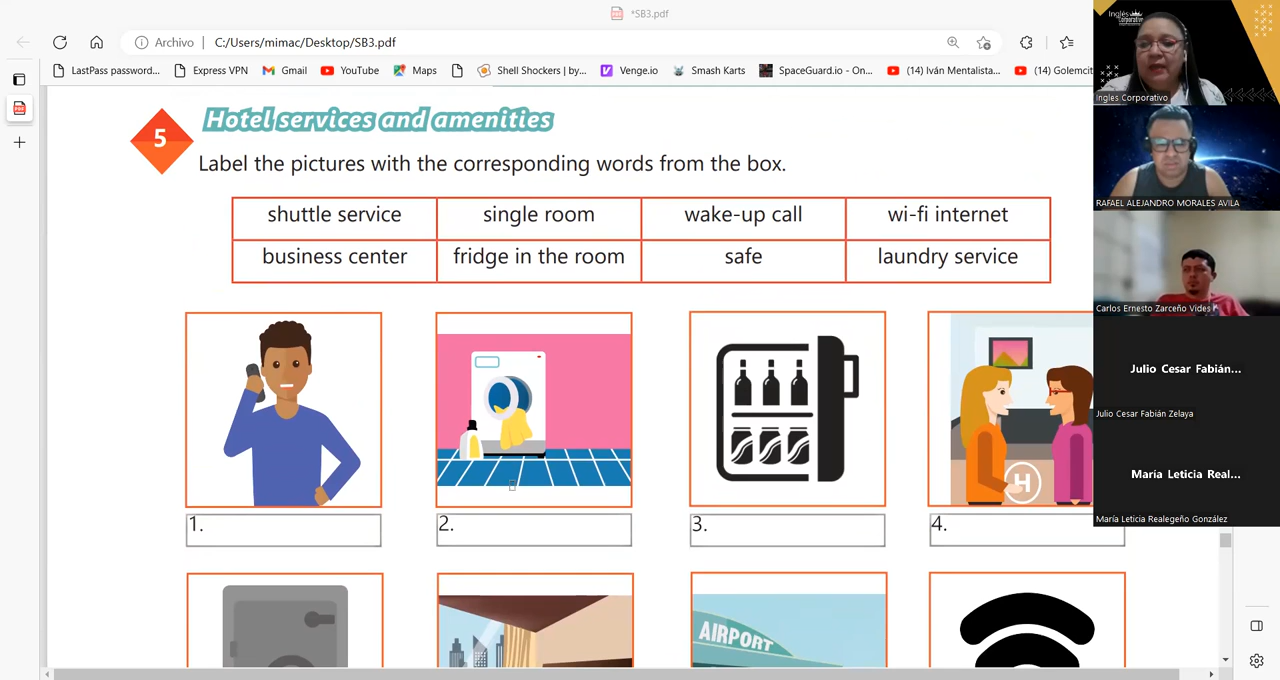 *SB3.pdf
Archivo | C:/Users/mimac/Desktop/SB3.pdf
LastPass password... Express VPN Gmail YouTube Maps Shell Shockers | by... Venge.io Smash Karts SpaceGuard.io - On... (14) Iván Mentalista... (14) Golemcit
5 Hotel services and amenities
Label the pictures with the corresponding words from the box.
shuttle service single room wake-up call wi-fi internet
business center fridge in the room safe laundry service
H
1. 2. 3. 4.
AIRPORT
Inglés
Corporativo
Ingles Corporativo
RAFAEL ALEJANDRO MORALES AVILA
Carlos Ernesto Zarceño Vides
Julio Cesar Fabián...
Julio Cesar Fabián Zelaya
María Leticia Real...
María Leticia Realegeño González